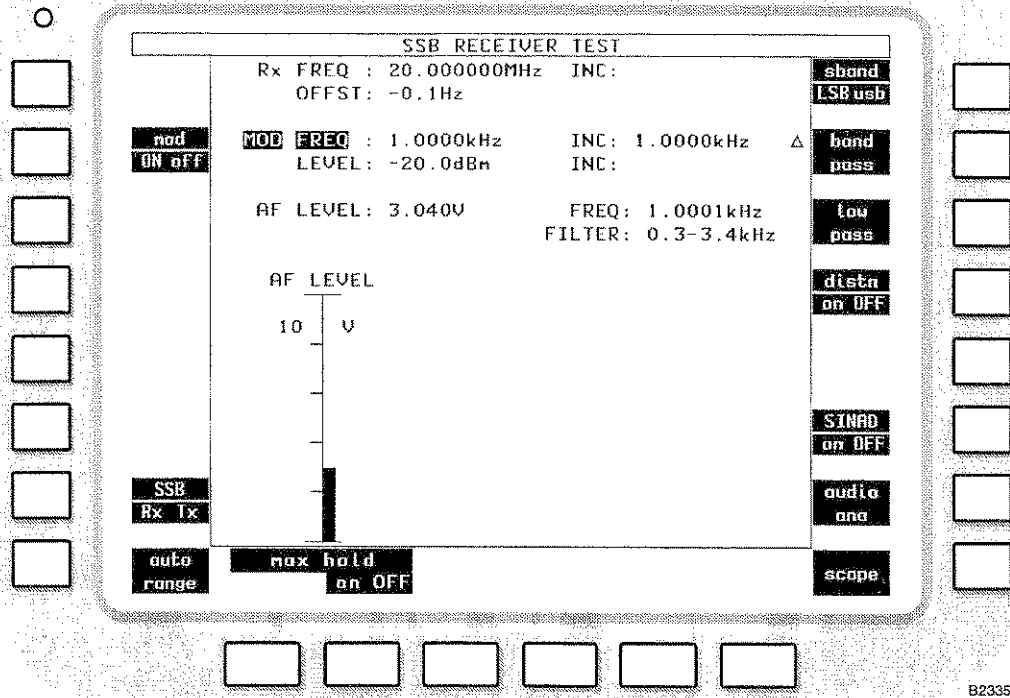 SSB RECEIVER TEST
Rx FREQ : 20.000000MHz INC:
OFFST: -0.1Hz
sband
LSB usb
mod
ON off
MOD FREQ : 1.0000kHz INC: 1.0000kHz △
LEVEL: -20.0dBm INC:
band
pass
AF LEVEL: 3.040V FREQ: 1.0001kHz
FILTER: 0.3-3.4kHz
low
pass
AF LEVEL
10 V
distn
on OFF
SINAD
on OFF
SSB
Rx Tx
audio
ana
auto
range
max hold
on OFF
scope
B2335